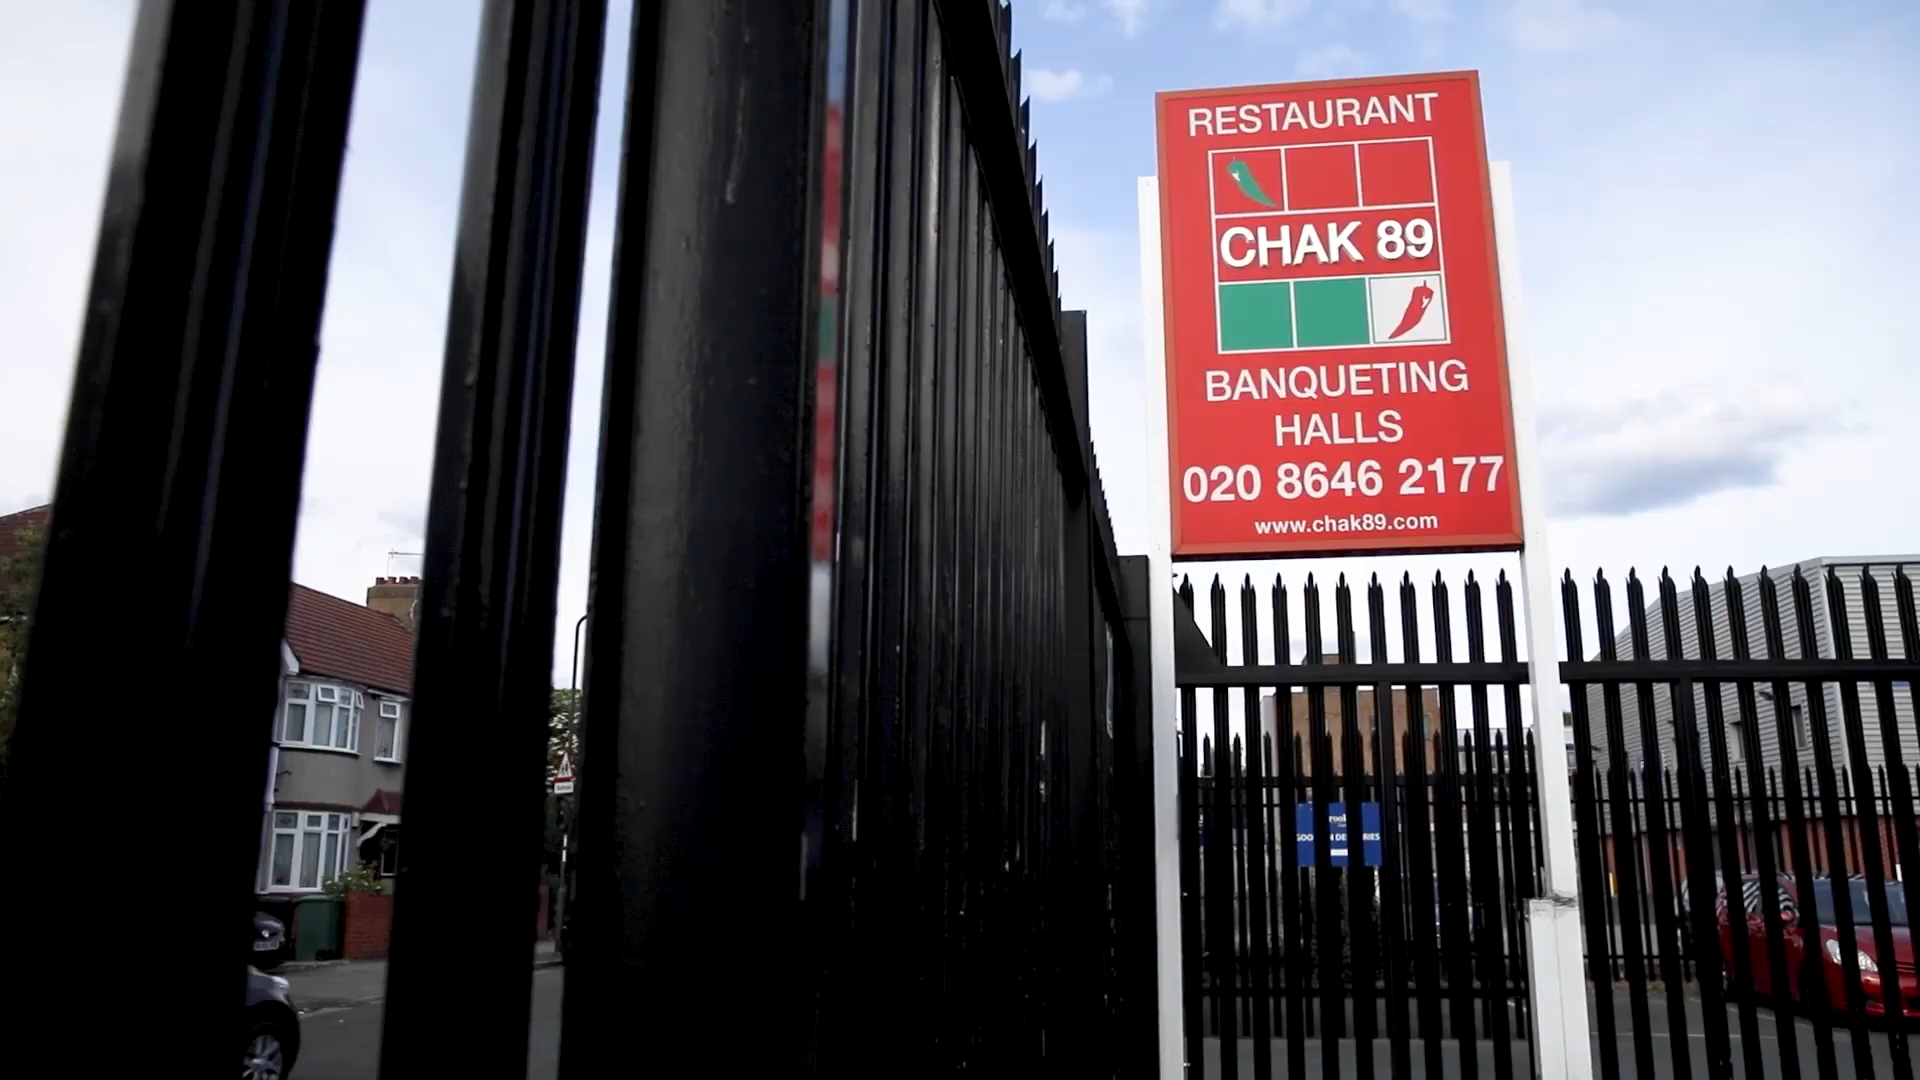 RESTAURANT
CHAK 89
BANQUETING
HALLS
020 8646 2177
www.chak89.com